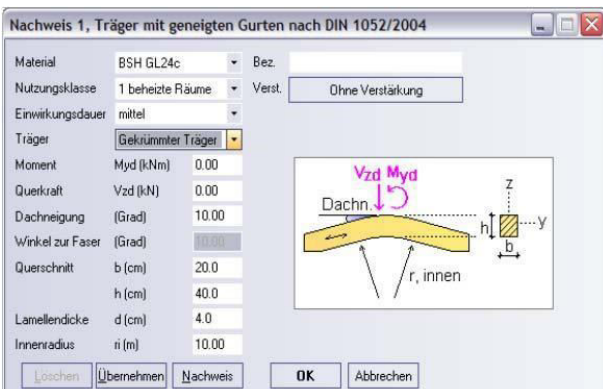 Nachweis 1, Träger mit geneigten Gurten nach DIN 1052/2004
Material BSH GL24c Bez.
Nutzungsklasse 1 beheizte Räume Verst. Ohne Verstärkung
Einwirkungsdauer mittel
Träger Gekrümmter Träger
Moment Myd (kNm) 0.00
Querkraft Vzd (kN) 0.00
Dachneigung (Grad) 10.00
Winkel zur Faser (Grad) 10.00
Querschnitt b (cm) 20.0
h (cm) 40.0
Lamellendicke d (cm) 4.0
Innenradius ri (m) 10.00
Vzd Myd
Dachn.
z
h
y
b
r, innen
Löschen Übernehmen Nachweis OK Abbrechen